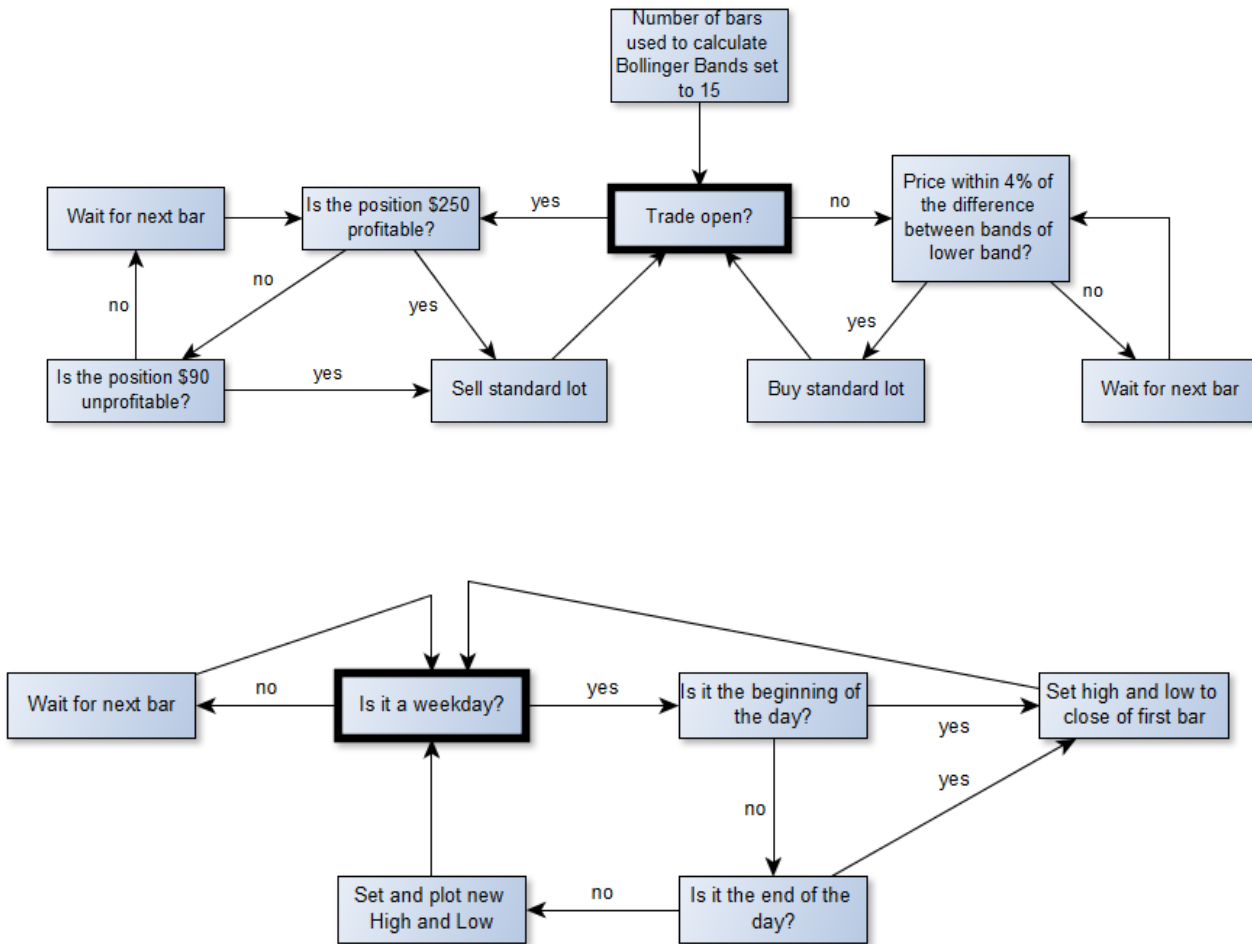 Number of bars
used to calculate
Bollinger Bands set
to 15
Wait for next bar
Is the position $250
profitable?
yes
Trade open?
no
Price within 4% of
the difference
between bands of
lower band?
no
no
yes
yes
no
Is the position $90
unprofitable?
yes
Sell standard lot
Buy standard lot
Wait for next bar
Wait for next bar
no
Is it a weekday?
yes
Is it the beginning of
the day?
yes
Set high and low to
close of first bar
no
yes
Set and plot new
High and Low
no
Is it the end of the
day?